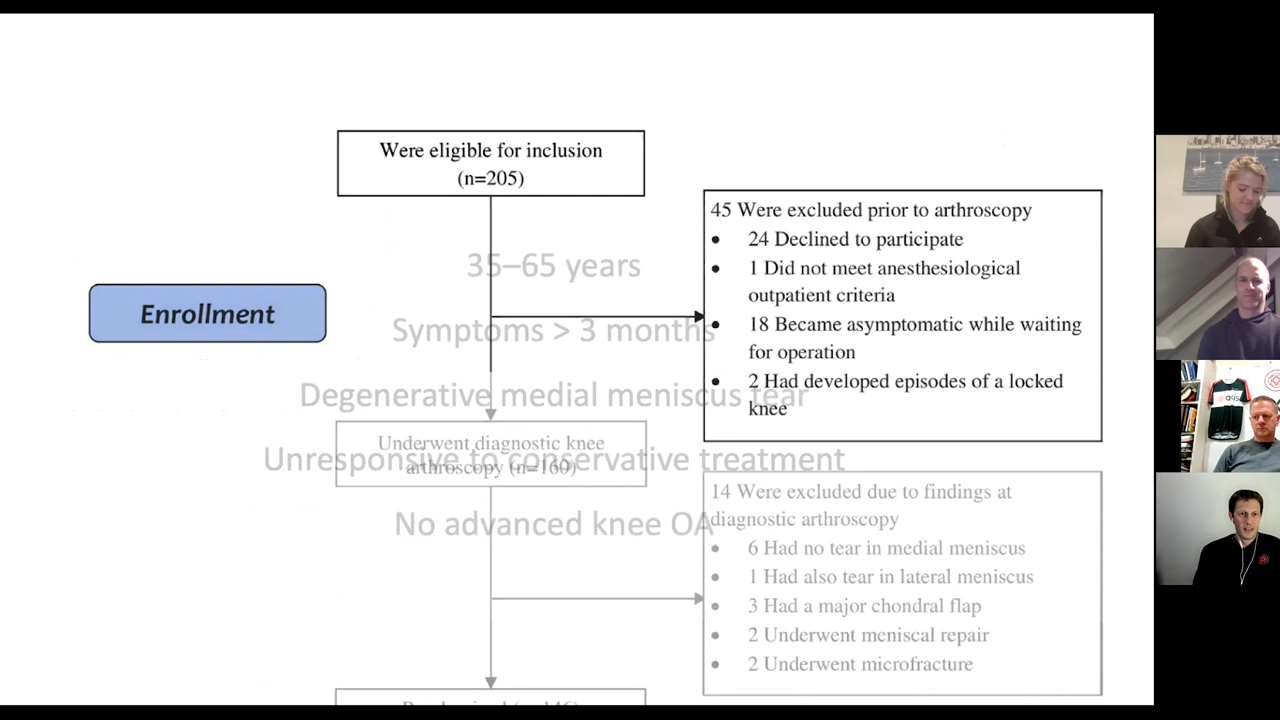 Were eligible for inclusion
(n=205)
45 Were excluded prior to arthroscopy
• 24 Declined to participate
• 1 Did not meet anesthesiological
outpatient criteria
• 18 Became asymptomatic while waiting
for operation
• 2 Had developed episodes of a locked
knee
Enrollment
35–65 years
Symptoms > 3 months
Degenerative medial meniscus tear
Unresponsive to conservative treatment
No advanced knee OA
Underwent diagnostic knee
arthroscopy (n=160)
14 Were excluded due to findings at
diagnostic arthroscopy
• 6 Had no tear in medial meniscus
• 1 Had also tear in lateral meniscus
• 3 Had a major chondral flap
• 2 Underwent meniscal repair
• 2 Underwent microfracture